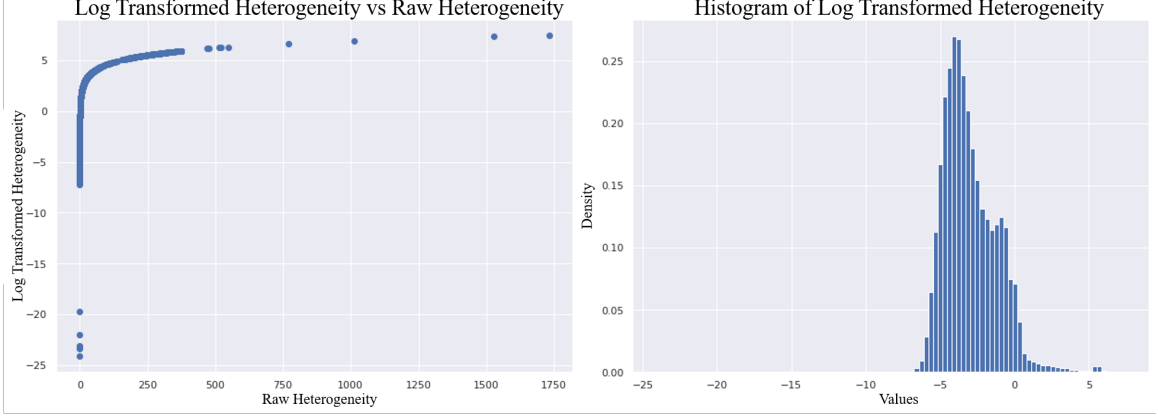 Log Transformed Heterogeneity vs Raw Heterogeneity
5
0
−5
−10
−15
−20
−25
Log Transformed Heterogeneity
0 250 500 750 1000 1250 1500 1750
Raw Heterogeneity
Histogram of Log Transformed Heterogeneity
0.25
0.20
0.15
0.10
0.05
0.00
Density
−25 −20 −15 −10 −5 0 5
Values